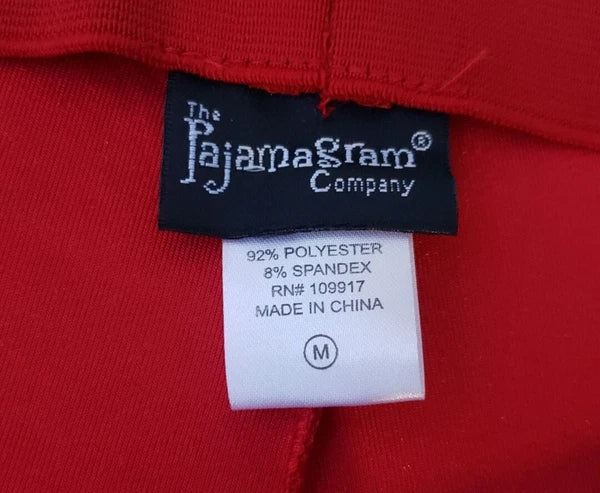 The
Pajamagram®
Company
92% POLYESTER
8% SPANDEX
RN# 109917
MADE IN CHINA
M